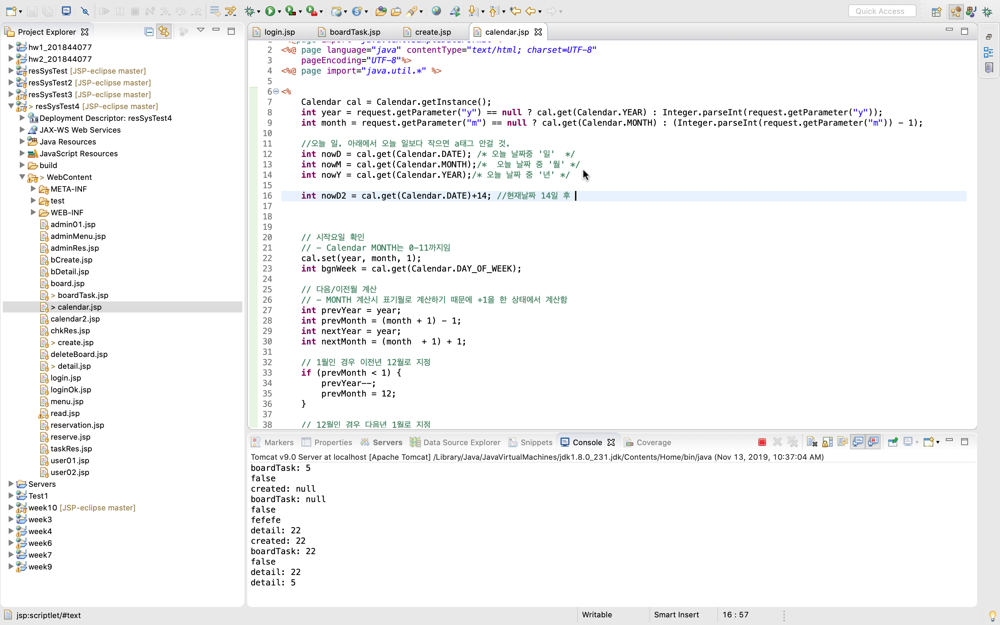 Quick Access
Project Explorer
hw1_201844077
hw2_201844077
resSysTest [JSP-eclipse master]
resSysTest2 [JSP-eclipse master]
resSysTest3 [JSP-eclipse master]
> resSysTest4 [JSP-eclipse master]
Deployment Descriptor: resSysTest4
JAX-WS Web Services
Java Resources
JavaScript Resources
build
> WebContent
META-INF
test
WEB-INF
admin01.jsp
adminMenu.jsp
adminRes.jsp
bCreate.jsp
bDetail.jsp
board.jsp
> boardTask.jsp
> calendar.jsp
calendar2.jsp
chkRes.jsp
> create.jsp
deleteBoard.jsp
> detail.jsp
login.jsp
loginOk.jsp
menu.jsp
read.jsp
reservation.jsp
reserve.jsp
taskRes.jsp
user01.jsp
user02.jsp
Servers
Test1
week10 [JSP-eclipse master]
week3
week4
week6
week7
week9
login.jsp boardTask.jsp create.jsp calendar.jsp
2 <%@ page language="java" contentType="text/html; charset=UTF-8"
3 pageEncoding="UTF-8"%>
4 <%@ page import="java.util.*" %>
5
6 <%
7 Calendar cal = Calendar.getInstance();
8 int year = request.getParameter("y") == null ? cal.get(Calendar.YEAR) : Integer.parseInt(request.getParameter("y"));
9 int month = request.getParameter("m") == null ? cal.get(Calendar.MONTH) : (Integer.parseInt(request.getParameter("m")) - 1);
10
11 //오늘 일. 아래에서 오늘 일보다 작으면 a태그 안걸 것.
12 int nowD = cal.get(Calendar.DATE); /* 오늘 날짜중 '일' */
13 int nowM = cal.get(Calendar.MONTH);/* 오늘 날짜 중 '월' */
14 int nowY = cal.get(Calendar.YEAR);/* 오늘 날짜 중 '년' */
15
16 int nowD2 = cal.get(Calendar.DATE)+14; //현재날짜 14일 후
17
18
19
20 // 시작요일 확인
21 // - Calendar MONTH는 0-11까지임
22 cal.set(year, month, 1);
23 int bgnWeek = cal.get(Calendar.DAY_OF_WEEK);
24
25 // 다음/이전월 계산
26 // - MONTH 계산시 표기월로 계산하기 때문에 +1을 한 상태에서 계산함
27 int prevYear = year;
28 int prevMonth = (month + 1) - 1;
29 int nextYear = year;
30 int nextMonth = (month + 1) + 1;
31
32 // 1월인 경우 이전년 12월로 지정
33 if (prevMonth < 1) {
34 prevYear--;
35 prevMonth = 12;
36 }
37
38 // 12월인 경우 다음년 1월로 지정
Markers Properties Servers Data Source Explorer Snippets Console Coverage
Tomcat v9.0 Server at localhost [Apache Tomcat] /Library/Java/JavaVirtualMachines/jdk1.8.0_231.jdk/Contents/Home/bin/java (Nov 13, 2019, 10:37:04 AM)
boardTask: 5
false
created: null
boardTask: null
false
fefefe
detail: 22
created: 22
boardTask: 22
false
detail: 22
detail: 5
jsp:scriptlet/#text
Writable Smart Insert 16 : 57